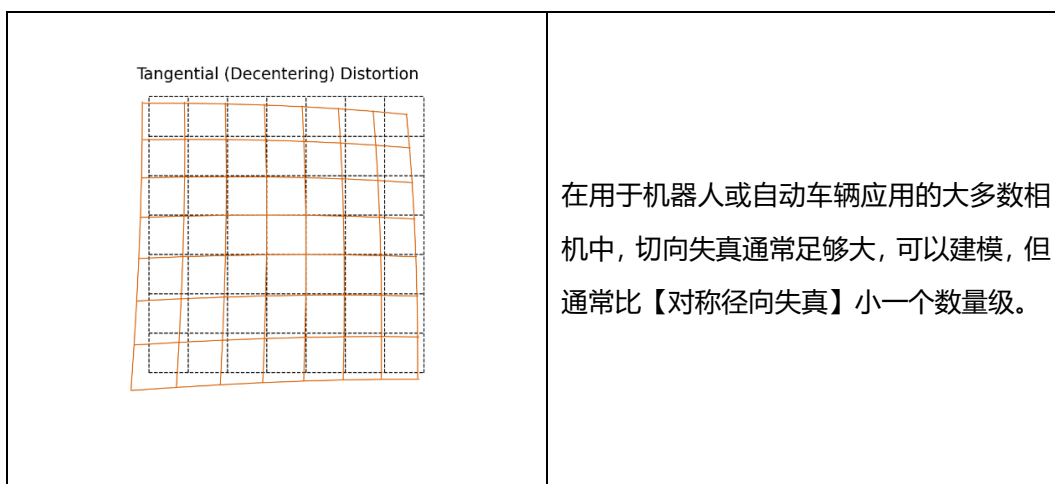 Tangential (Decentering) Distortion
在用于机器人或自动车辆应用的大多数相
机中，切向失真通常足够大，可以建模，但
通常比【对称径向失真】小一个数量级。